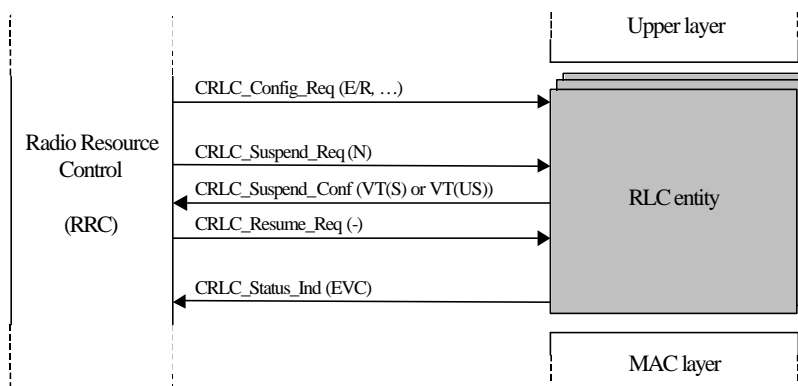 Upper layer
CRLC_Config_Req (E/R, …)
Radio Resource
Control
(RRC)
CRLC_Suspend_Req (N)
CRLC_Suspend_Conf (VT(S) or VT(US))
CRLC_Resume_Req (-)
CRLC_Status_Ind (EVC)
RLC entity
MAC layer